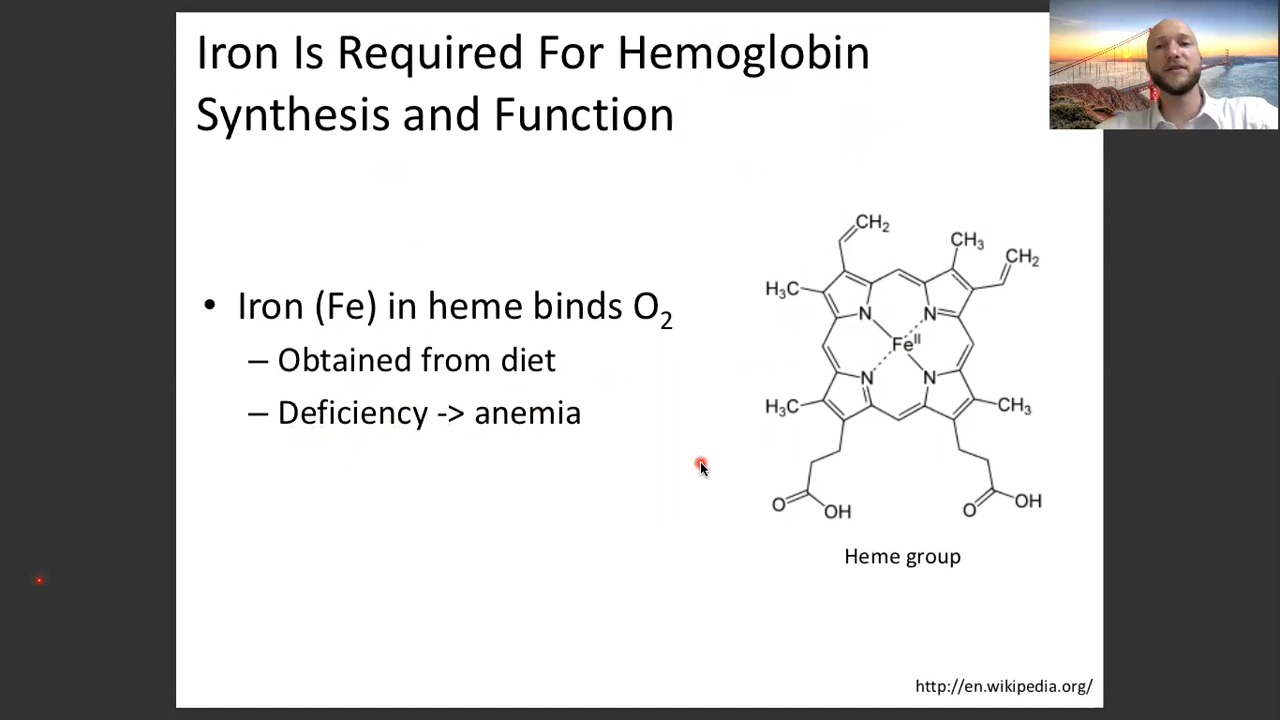 Iron Is Required For Hemoglobin
Synthesis and Function
• Iron (Fe) in heme binds O₂
– Obtained from diet
– Deficiency -> anemia
CH₂
CH₃
CH₂
H₃C
N
N
Feᴵᴵ
N
N
H₃C
CH₃
O
OH
O
OH
Heme group
http://en.wikipedia.org/